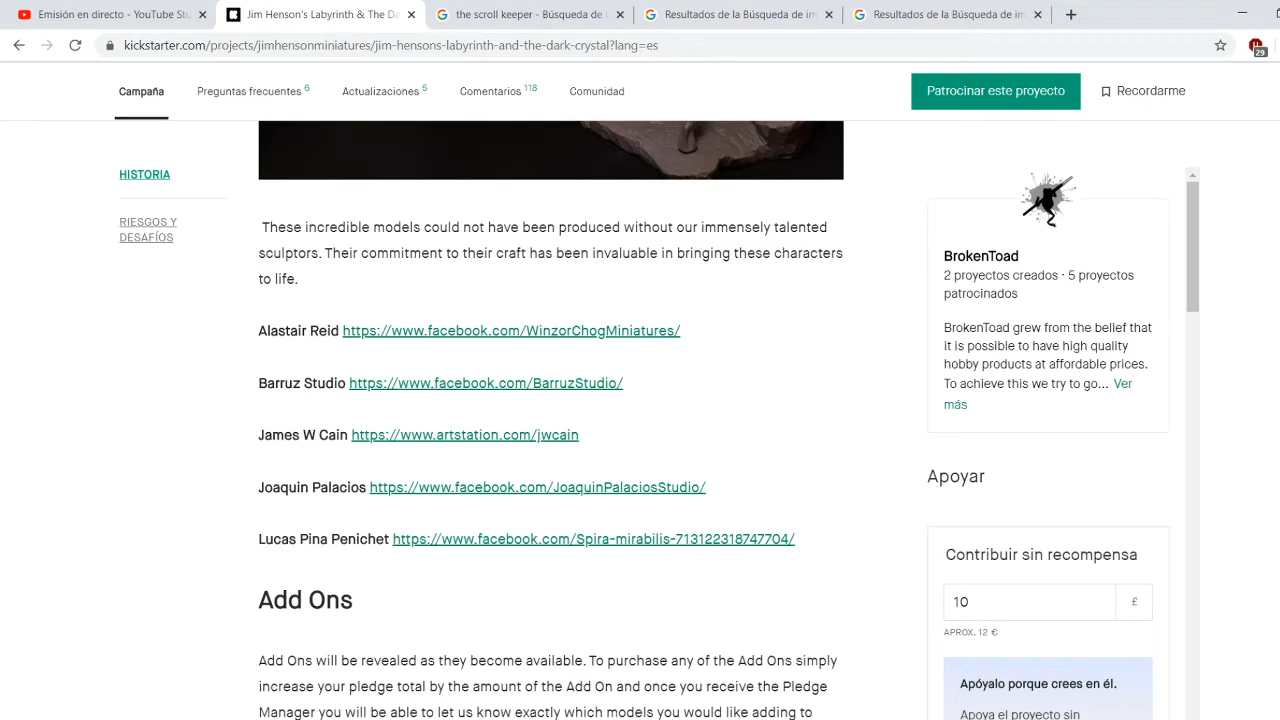 Emisión en directo - YouTube Stu
Jim Henson's Labyrinth & The Da
the scroll keeper - Búsqueda de
Resultados de la Búsqueda de im
Resultados de la Búsqueda de im
kickstarter.com/projects/jimhensonminiatures/jim-hensons-labyrinth-and-the-dark-crystal?lang=es
29
Campaña
Preguntas frecuentes 6
Actualizaciones 5
Comentarios 118
Comunidad
Patrocinar este proyecto
Recordarme
HISTORIA
RIESGOS Y
DESAFÍOS
These incredible models could not have been produced without our immensely talented
sculptors. Their commitment to their craft has been invaluable in bringing these characters
to life.
Alastair Reid https://www.facebook.com/WinzorChogMiniatures/
Barruz Studio https://www.facebook.com/BarruzStudio/
James W Cain https://www.artstation.com/jwcain
Joaquin Palacios https://www.facebook.com/JoaquinPalaciosStudio/
Lucas Pina Penichet https://www.facebook.com/Spira-mirabilis-713122318747704/
Add Ons
Add Ons will be revealed as they become available. To purchase any of the Add Ons simply
increase your pledge total by the amount of the Add On and once you receive the Pledge
Manager you will be able to let us know exactly which models you would like adding to
BrokenToad
2 proyectos creados · 5 proyectos
patrocinados
BrokenToad grew from the belief that
it is possible to have high quality
hobby products at affordable prices.
To achieve this we try to go... Ver
más
Apoyar
Contribuir sin recompensa
10 £
APROX. 12 €
Apóyalo porque crees en él.
Apoya el proyecto sin